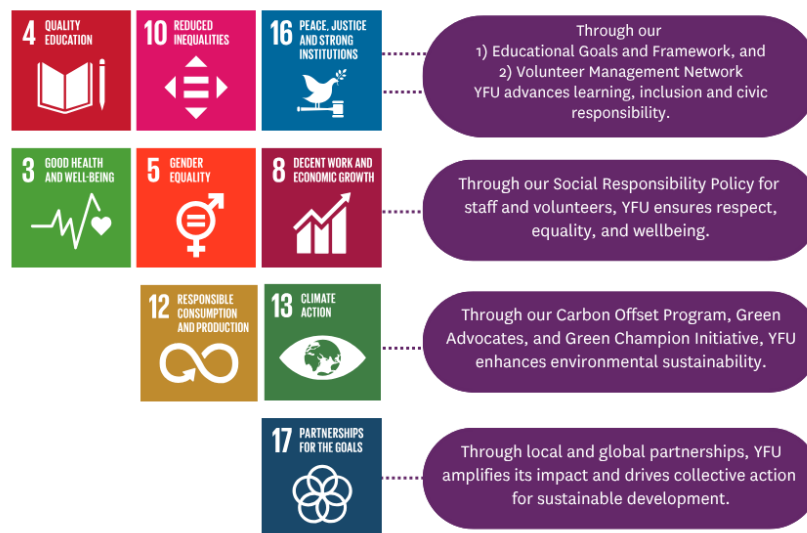 4 QUALITY
EDUCATION
10 REDUCED
INEQUALITIES
16 PEACE, JUSTICE
AND STRONG
INSTITUTIONS
Through our
1) Educational Goals and Framework, and
2) Volunteer Management Network
YFU advances learning, inclusion and civic
responsibility.
3 GOOD HEALTH
AND WELL-BEING
5 GENDER
EQUALITY
8 DECENT WORK AND
ECONOMIC GROWTH
Through our Social Responsibility Policy for
staff and volunteers, YFU ensures respect,
equality, and wellbeing.
12 RESPONSIBLE
CONSUMPTION
AND PRODUCTION
13 CLIMATE
ACTION
Through our Carbon Offset Program, Green
Advocates, and Green Champion Initiative, YFU
enhances environmental sustainability.
17 PARTNERSHIPS
FOR THE GOALS
Through local and global partnerships, YFU
amplifies its impact and drives collective action
for sustainable development.